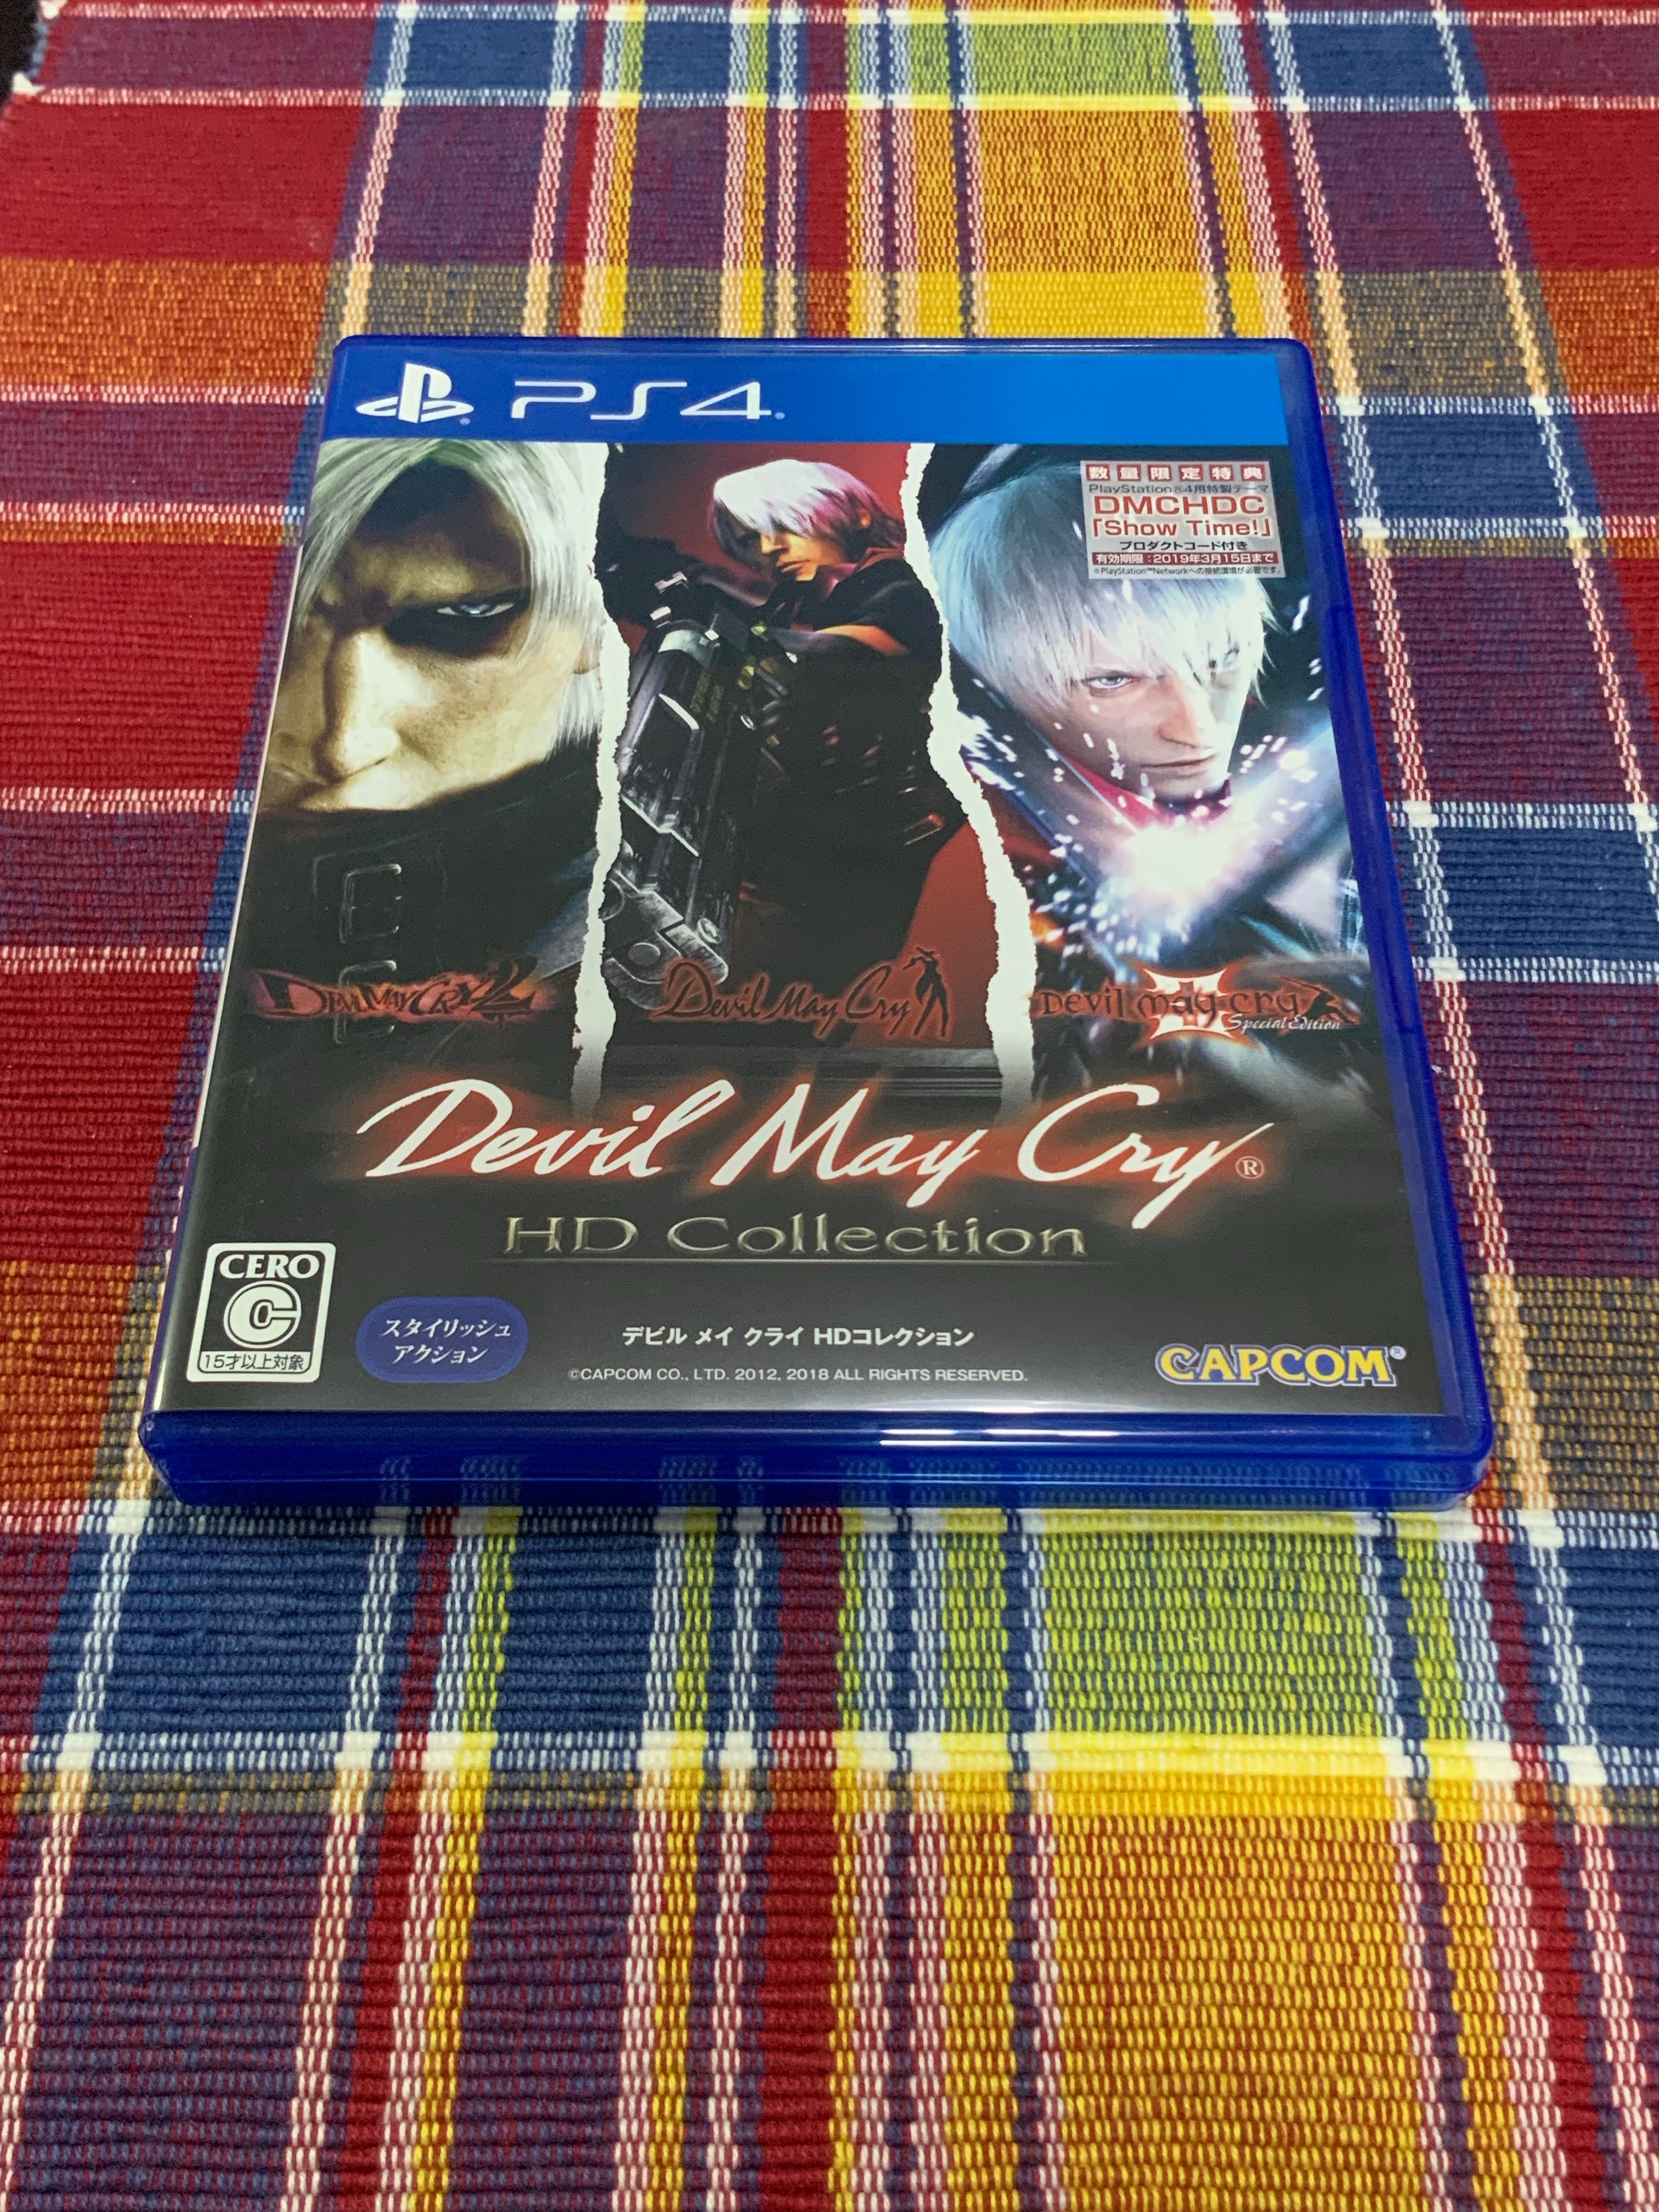 PS4
数量限定特典
PlayStation®4用特製テーマ
DMCHDC
「Show Time!」
プロダクトコード付き
有効期限:2019年3月15日まで
※PlayStation™Networkへの接続環境が必要です。
DEVIL MAY CRY 2
Devil May Cry
Devil may cry 3
Special Edition
Devil May Cry®
HD Collection
CERO
C
15才以上対象
スタイリッシュ
アクション
デビル メイ クライ HDコレクション
©CAPCOM CO., LTD. 2012, 2018 ALL RIGHTS RESERVED.
CAPCOM®